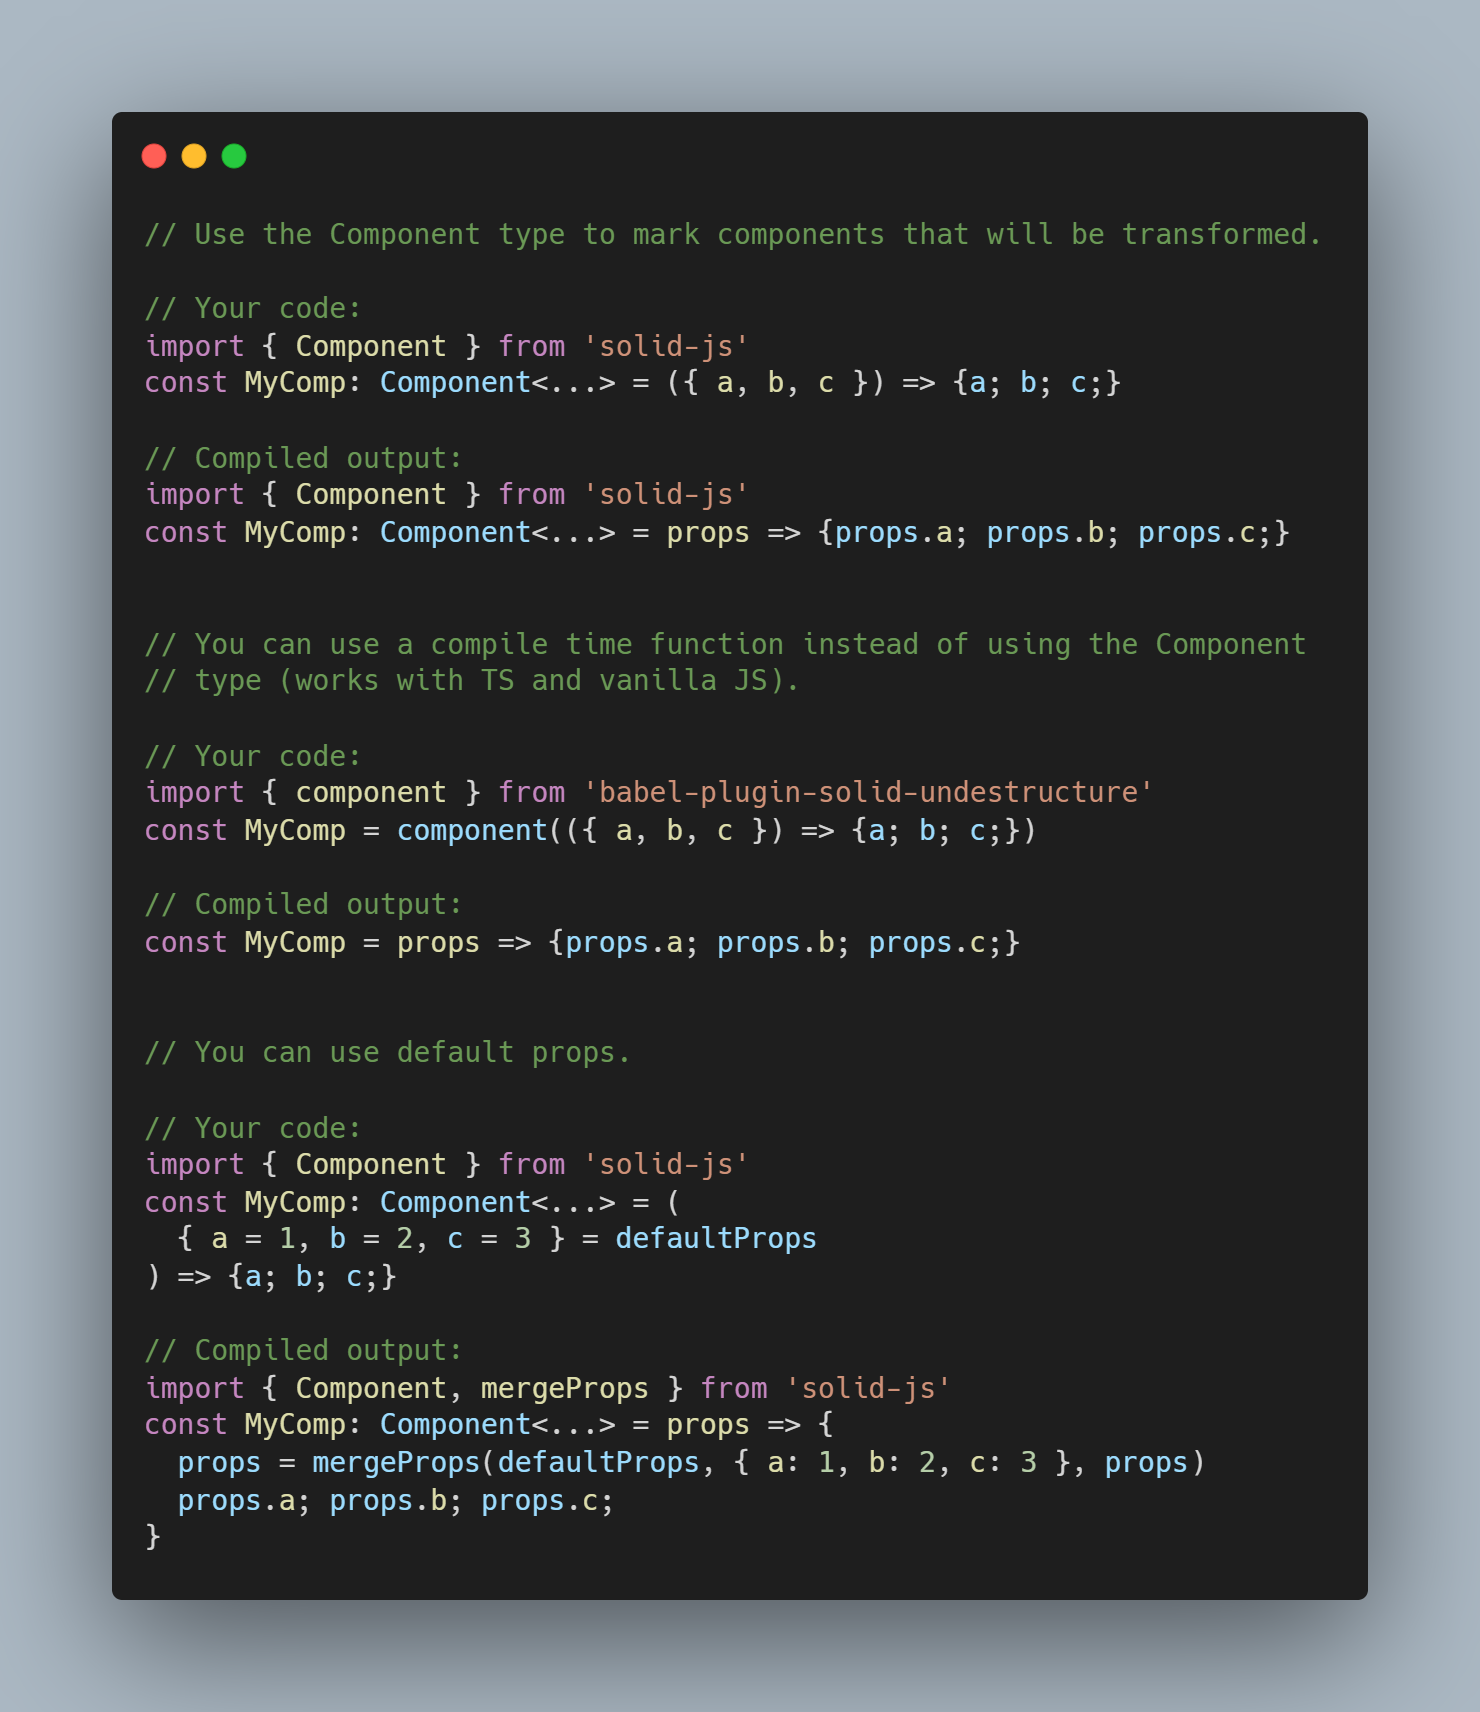 // Use the Component type to mark components that will be transformed.
// Your code:
import { Component } from 'solid-js'
const MyComp: Component<...> = ({ a, b, c }) => {a; b; c;}
// Compiled output:
import { Component } from 'solid-js'
const MyComp: Component<...> = props => {props.a; props.b; props.c;}
// You can use a compile time function instead of using the Component
// type (works with TS and vanilla JS).
// Your code:
import { component } from 'babel-plugin-solid-undestructure'
const MyComp = component(({ a, b, c }) => {a; b; c;})
// Compiled output:
const MyComp = props => {props.a; props.b; props.c;}
// You can use default props.
// Your code:
import { Component } from 'solid-js'
const MyComp: Component<...> = (
  { a = 1, b = 2, c = 3 } = defaultProps
) => {a; b; c;}
// Compiled output:
import { Component, mergeProps } from 'solid-js'
const MyComp: Component<...> = props => {
  props = mergeProps(defaultProps, { a: 1, b: 2, c: 3 }, props)
  props.a; props.b; props.c;
}